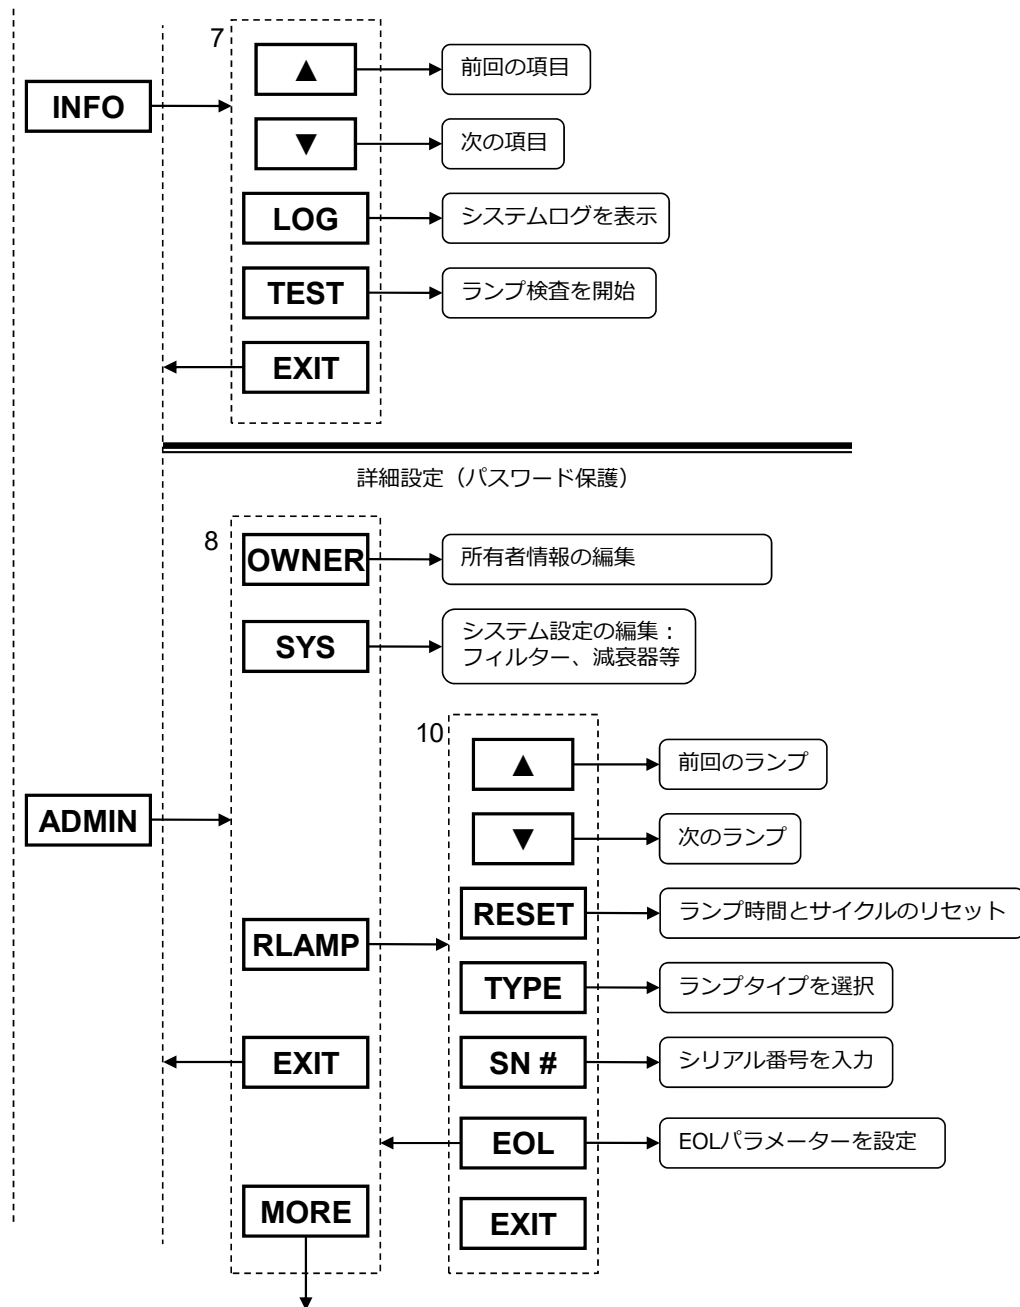 7
▲
前回の項目
INFO
▼
次の項目
LOG
システムログを表示
TEST
ランプ検査を開始
EXIT
詳細設定（パスワード保護）
8
OWNER
所有者情報の編集
SYS
システム設定の編集：
フィルター、減衰器等
10
▲
前回のランプ
ADMIN
▼
次のランプ
RESET
ランプ時間とサイクルのリセット
RLAMP
TYPE
ランプタイプを選択
EXIT
SN #
シリアル番号を入力
EOL
EOLパラメーターを設定
MORE
EXIT